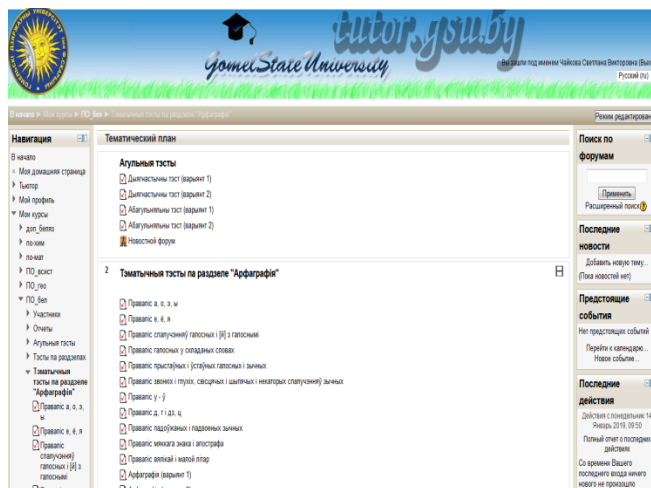 tutor.gsu.by
Gomel State University
Вы зашли под именем Чайкова Светлана Викторовна (Вых
Русский (ru)
В начало ► Мои курсы ► ПО_бел ► Тематычныя тэсты па раздзеле "Арфаграфія"
Режим редактирован
Навигация
В начало
Моя домашняя страница
Тьютор
Мой профиль
Мои курсы
доп_беляз
по-хим
по-мат
ПО_всист
ПО_гео
ПО_бел
Участники
Отчеты
Агульныя тэсты
Тэсты па раздзелах
Тэматычныя
тэсты па раздзеле
"Арфаграфія"
Правапіс а, о, э,
ы
Правапіс е, ё, я
Правапіс
спалучэнняў
галосных і [й] з
галоснымі
Тематический план
Агульныя тэсты
Дыягнастычны тэст (варыянт 1)
Дыягнастычны тэст (варыянт 2)
Абагульняльны тэст (варыянт 1)
Абагульняльны тэст (варыянт 2)
Новостной форум
2 Тэматычныя тэсты па раздзеле "Арфаграфія"
Правапіс а, о, э, ы
Правапіс е, ё, я
Правапіс спалучэнняў галосных і [й] з галоснымі
Правапіс галосных у складаных словах
Правапіс прыстаўных і ўстаўных галосных і зычных
Правапіс звонкіх і глухіх, свісцячых і шыпячых і некаторых спалучэнняў зычных
Правапіс у - ў
Правапіс д, т і дз, ц
Правапіс падоўжаных і падвоеных зычных
Правапіс мяккага знака і апострафа
Правапіс вялікай і малой літар
Арфаграфія (варыянт 1)
Поиск по
форумам
Применить
Расширенный поиск
Последние
новости
Добавить новую тему...
(Пока новостей нет)
Предстоящие
события
Нет предстоящих событий
Перейти к календарю...
Новое событие...
Последние
действия
Действия с понедельник 14
Январь 2019, 09:50
Полный отчет о последних
действиях
Со времени Вашего
последнего входа ничего
нового не произошло